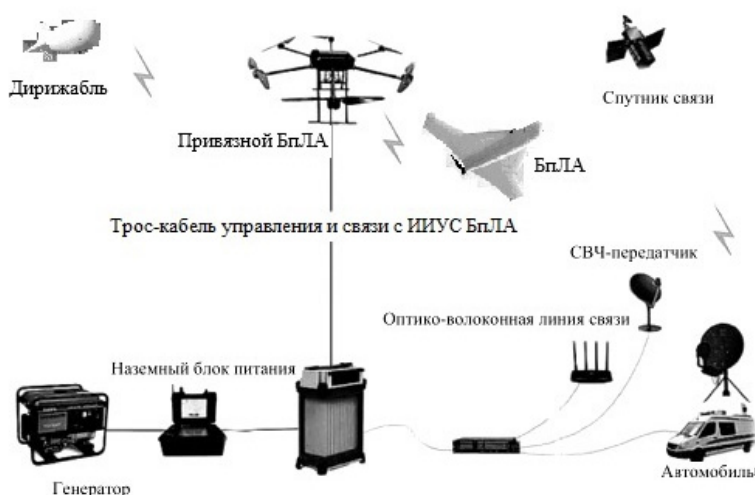 Дирижабль
Спутник связи
Привязной БпЛА
БпЛА
Трос-кабель управления и связи с ИИУС БпЛА
СВЧ-передатчик
Оптико-волоконная линия связи
Наземный блок питания
Генератор
Автомобиль